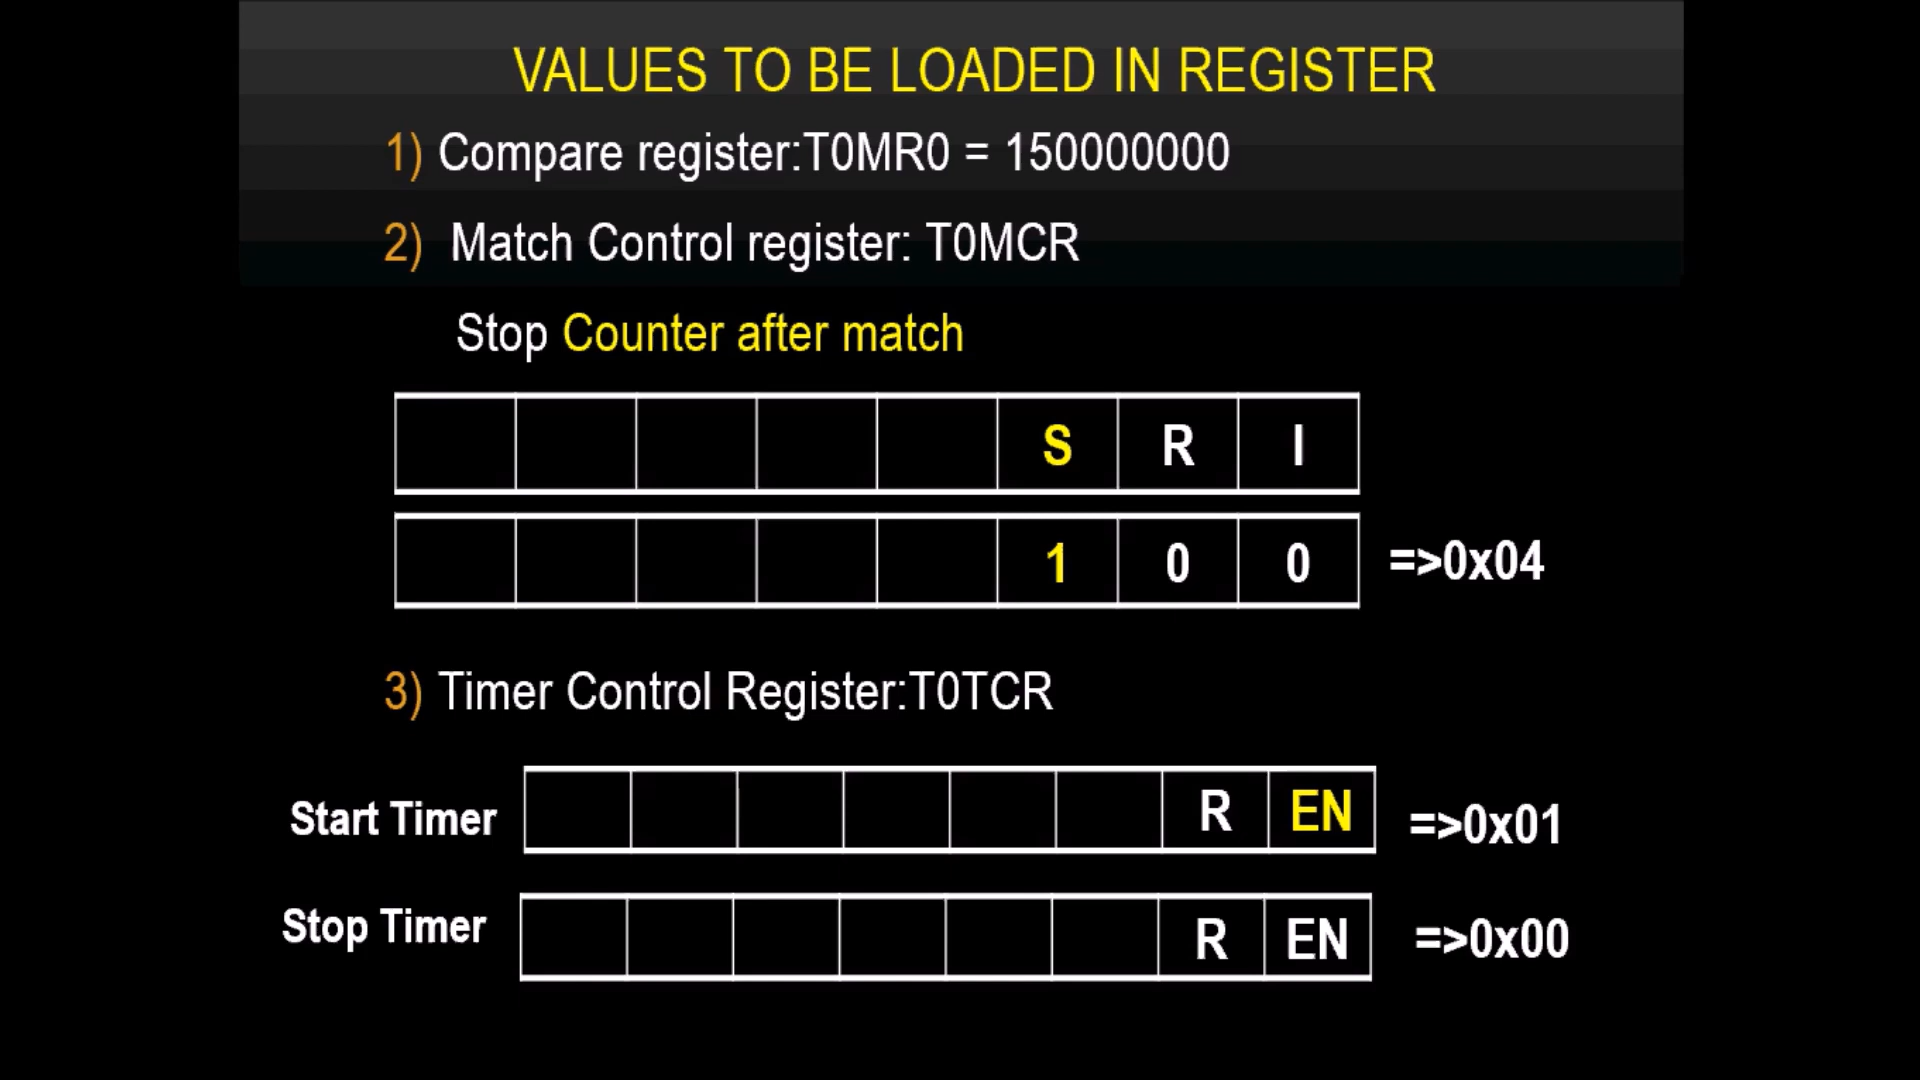 VALUES TO BE LOADED IN REGISTER
1) Compare register:T0MR0 = 150000000
2) Match Control register: T0MCR
Stop Counter after match
S R I
1 0 0 =>0x04
3) Timer Control Register:T0TCR
Start Timer R EN =>0x01
Stop Timer R EN =>0x00